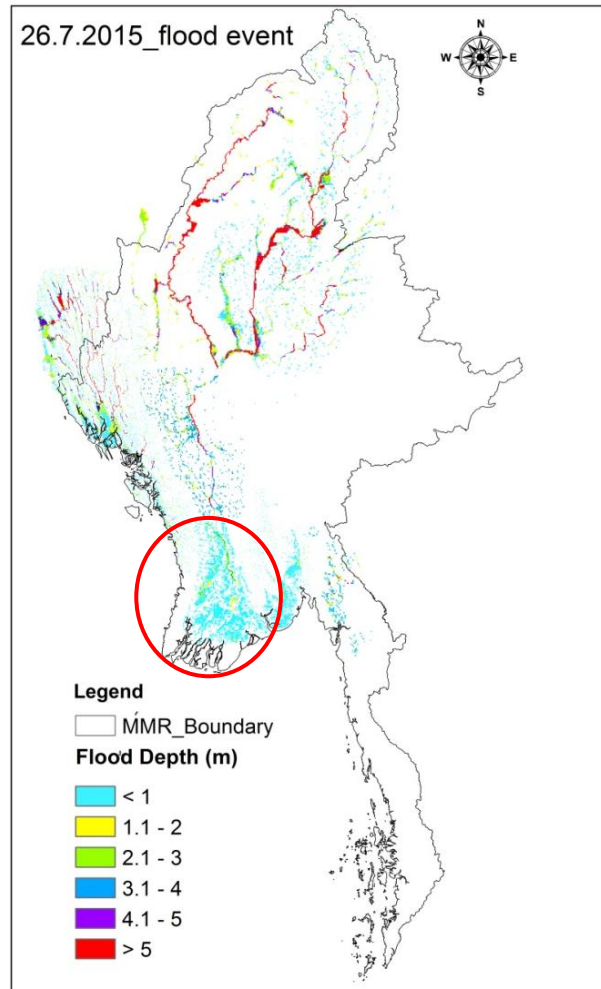 26.7.2015_flood event
N
W E
S
Legend
MMR_Boundary
Flood Depth (m)
< 1
1.1 - 2
2.1 - 3
3.1 - 4
4.1 - 5
> 5